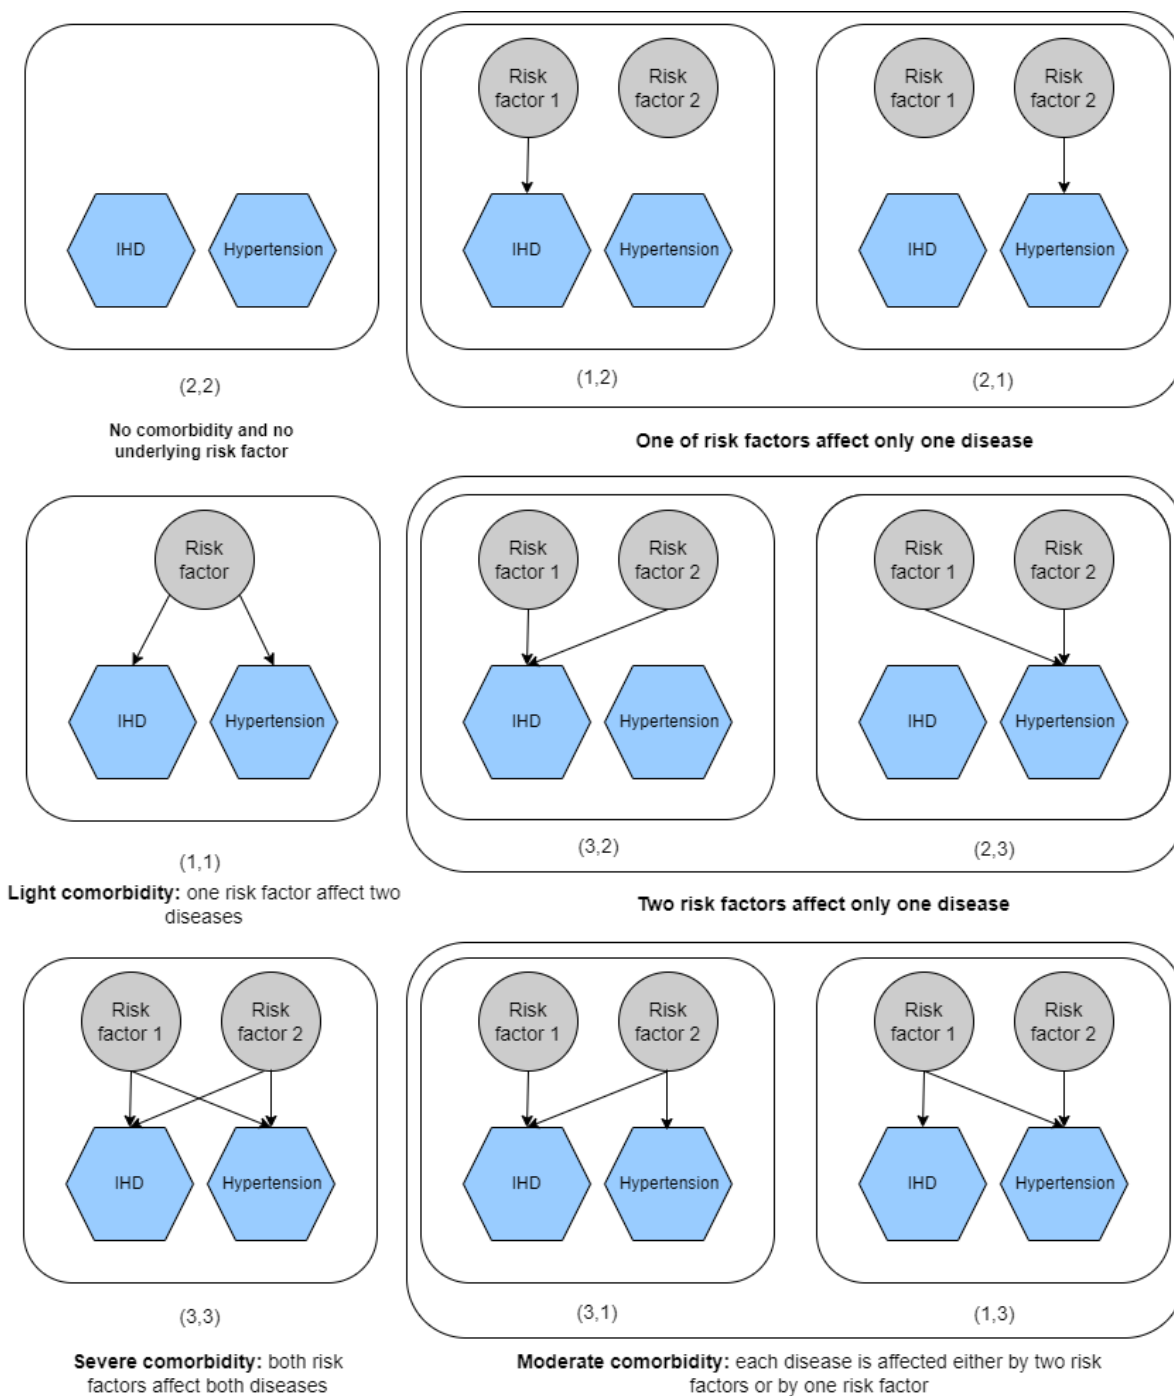 Risk
factor 1
Risk
factor 2
Risk
factor 1
Risk
factor 2
IHD
Hypertension
IHD
Hypertension
IHD
Hypertension
(2,2)
(1,2)
(2,1)
No comorbidity and no
underlying risk factor
One of risk factors affect only one disease
Risk
factor
Risk
factor 1
Risk
factor 2
Risk
factor 1
Risk
factor 2
IHD
Hypertension
IHD
Hypertension
IHD
Hypertension
(1,1)
(3,2)
(2,3)
Light comorbidity: one risk factor affect two
diseases
Two risk factors affect only one disease
Risk
factor 1
Risk
factor 2
Risk
factor 1
Risk
factor 2
Risk
factor 1
Risk
factor 2
IHD
Hypertension
IHD
Hypertension
IHD
Hypertension
(3,3)
(3,1)
(1,3)
Severe comorbidity: both risk
factors affect both diseases
Moderate comorbidity: each disease is affected either by two risk
factors or by one risk factor